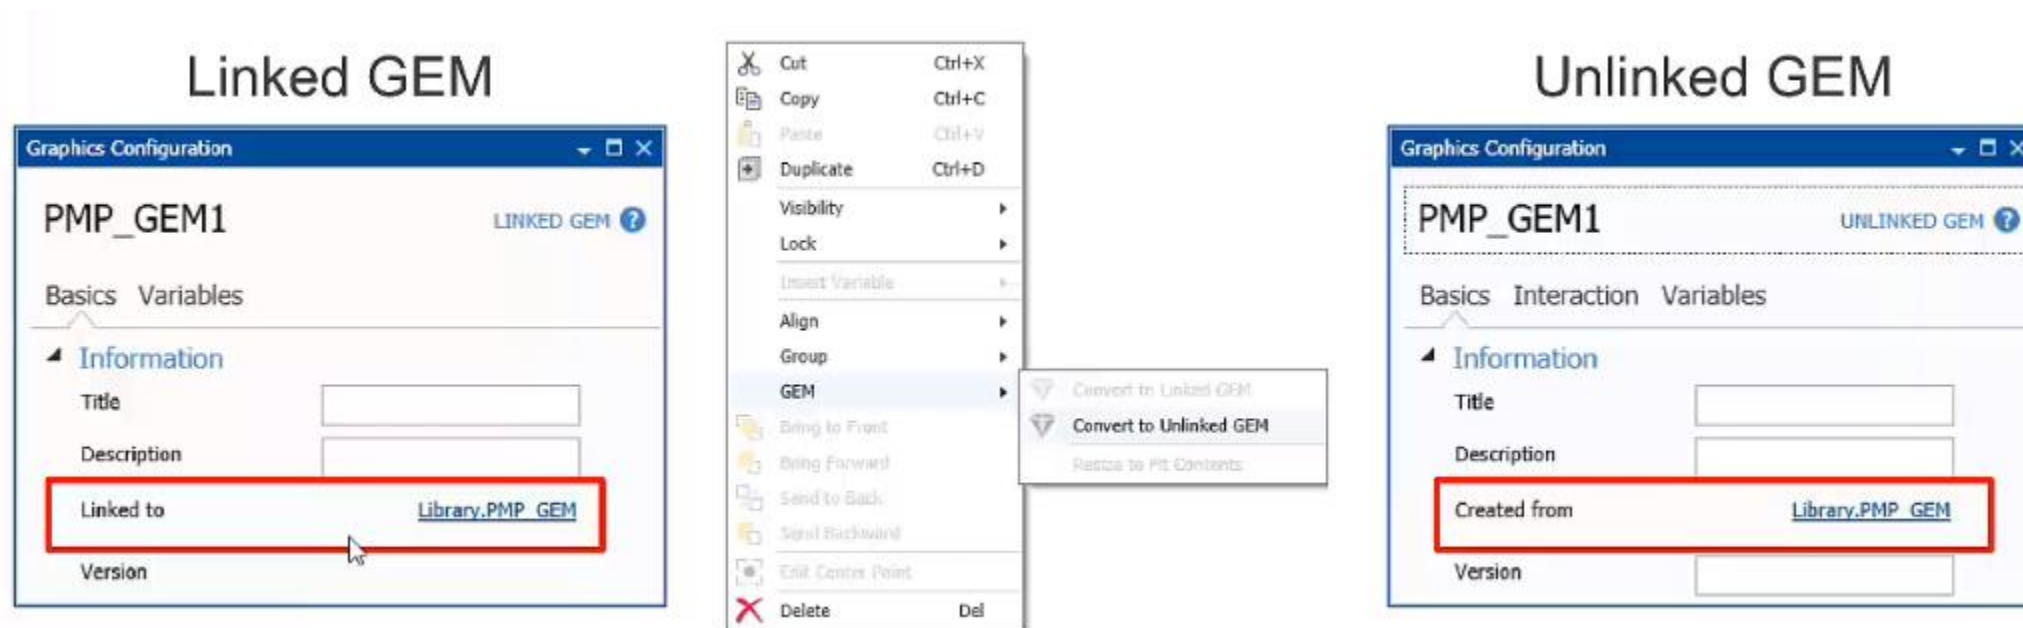 Linked GEM
Graphics Configuration
PMP_GEM1 LINKED GEM ?
Basics Variables
Information
Title
Description
Linked to Library.PMP_GEM
Version
Cut Ctrl+X
Copy Ctrl+C
Paste Ctrl+V
Duplicate Ctrl+D
Visibility
Lock
Insert Variable
Align
Group
GEM
Bring to Front
Bring Forward
Send to Back
Send Backward
Edit Center Point
Delete Del
Convert to Linked GEM
Convert to Unlinked GEM
Resize to Fit Contents
Unlinked GEM
Graphics Configuration
PMP_GEM1 UNLINKED GEM ?
Basics Interaction Variables
Information
Title
Description
Created from Library.PMP_GEM
Version